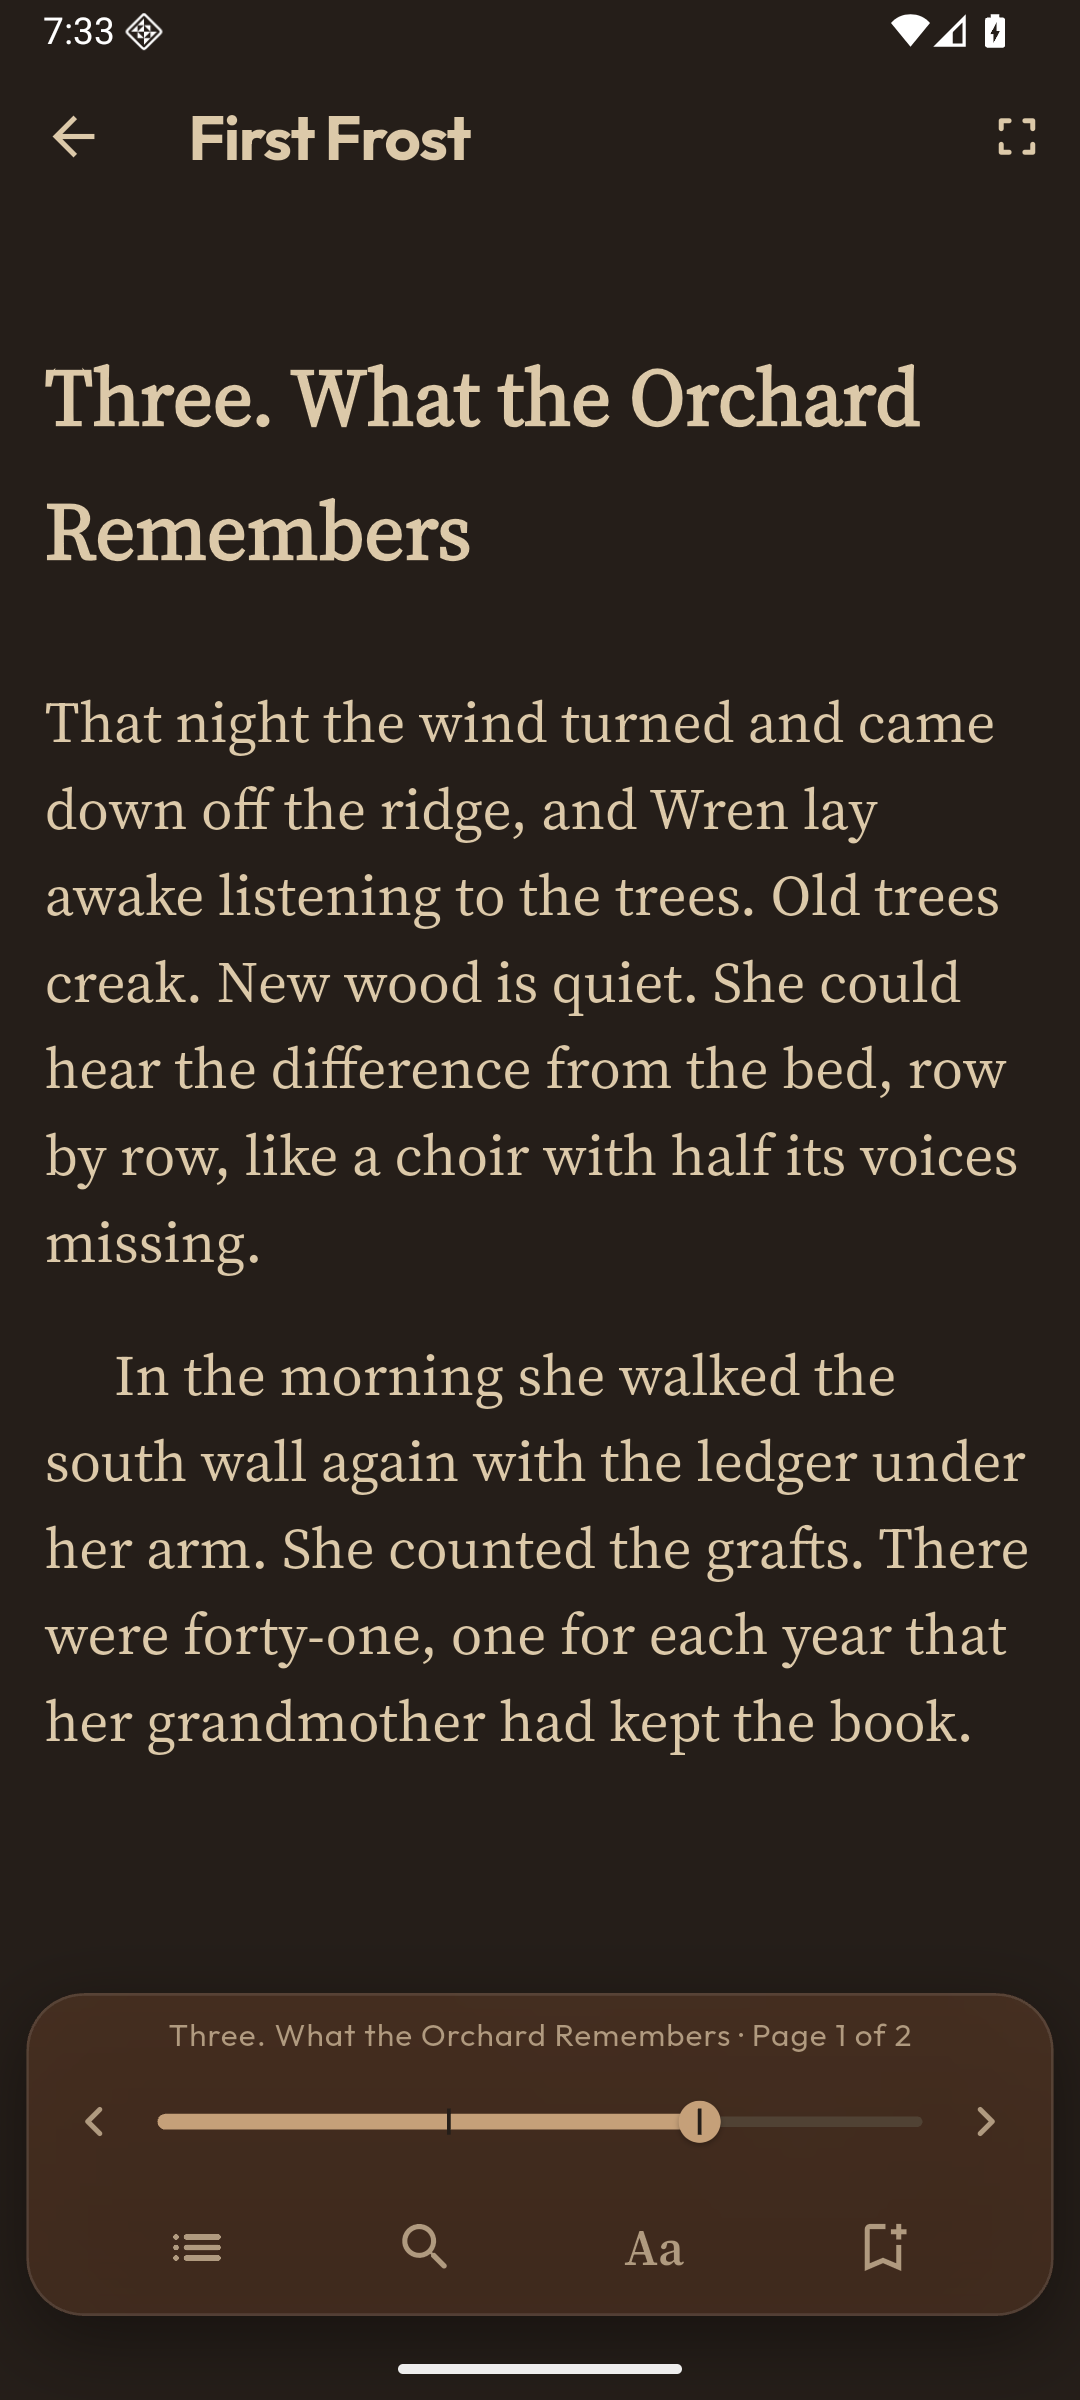 7:33
First Frost
Three. What the Orchard
Remembers
That night the wind turned and came
down off the ridge, and Wren lay
awake listening to the trees. Old trees
creak. New wood is quiet. She could
hear the difference from the bed, row
by row, like a choir with half its voices
missing.
In the morning she walked the
south wall again with the ledger under
her arm. She counted the grafts. There
were forty-one, one for each year that
her grandmother had kept the book.
Three. What the Orchard Remembers · Page 1 of 2
Aa